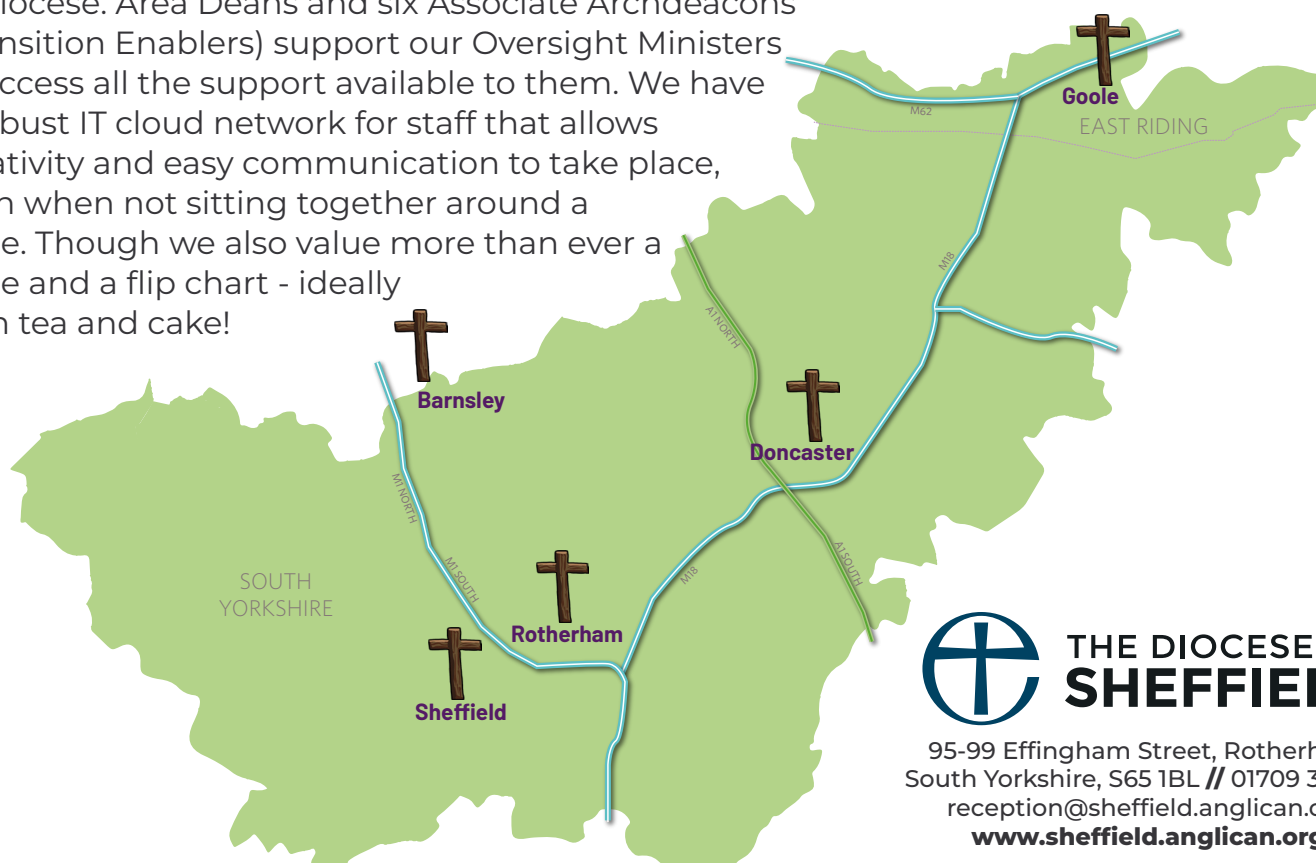 diocese. Area Deans and six Associate Archdeacons
nsition Enablers) support our Oversight Ministers
ccess all the support available to them. We have
bust IT cloud network for staff that allows
ativity and easy communication to take place,
n when not sitting together around a
e. Though we also value more than ever a
e and a flip chart - ideally
n tea and cake!
Goole
M62
EAST RIDING
M18
A1 NORTH
Barnsley
Doncaster
M1 NORTH
M1 SOUTH
M18
A1 SOUTH
SOUTH
YORKSHIRE
Rotherham
Sheffield
THE DIOCESE
SHEFFIE
95-99 Effingham Street, Rotherh
South Yorkshire, S65 1BL // 01709 3
reception@sheffield.anglican.o
www.sheffield.anglican.org